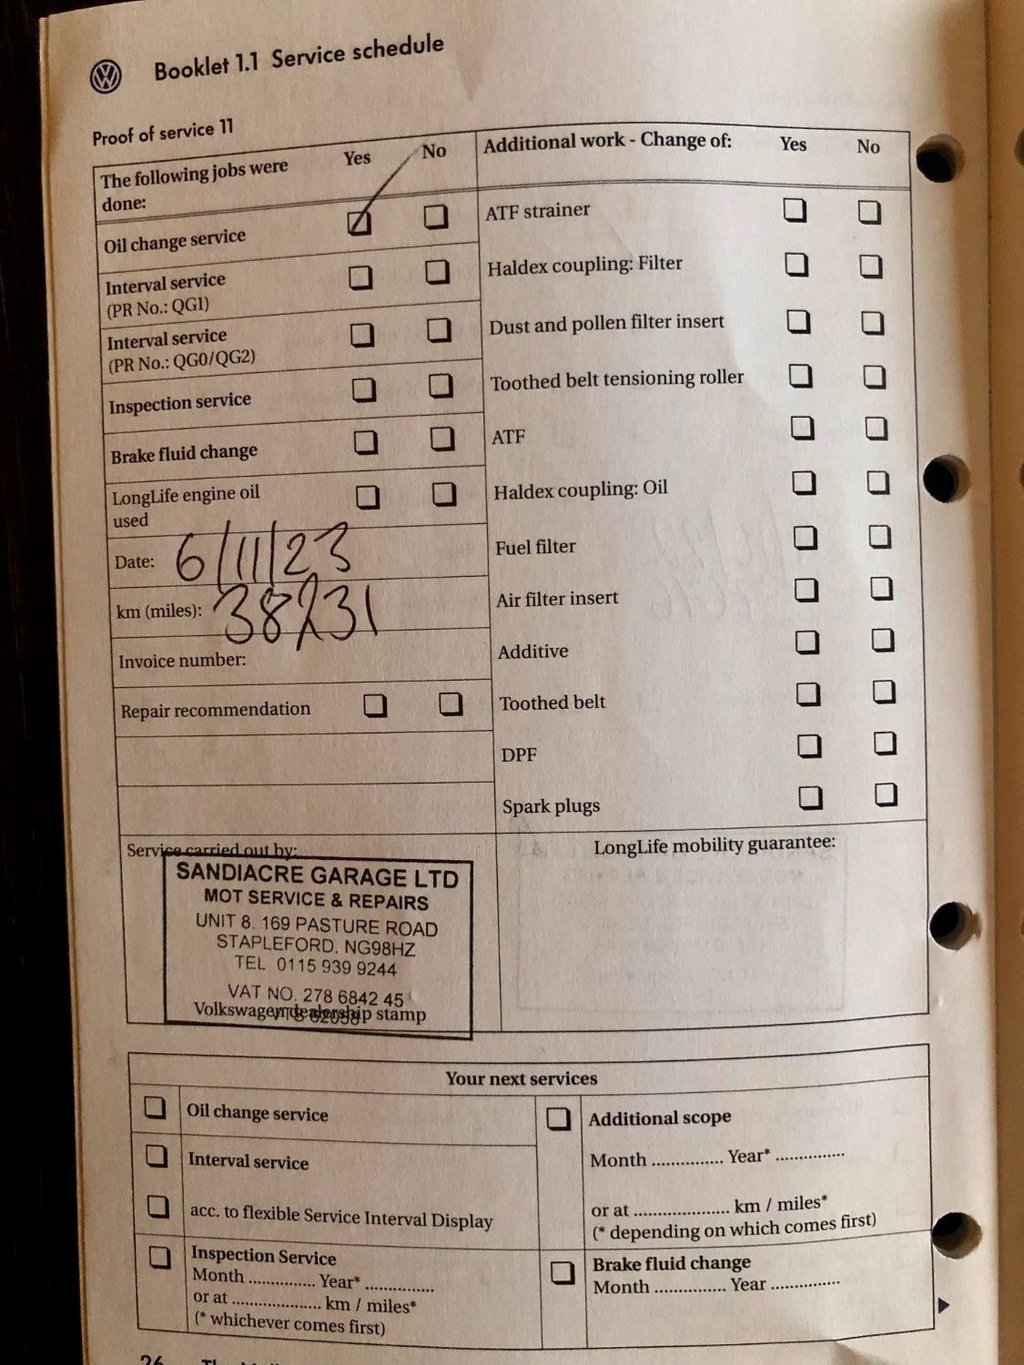 Booklet 1.1 Service schedule
Proof of service 11
The following jobs were done:
Yes No
Oil change service
Interval service
(PR No.: QG1)
Interval service
(PR No.: QG0/QG2)
Inspection service
Brake fluid change
LongLife engine oil
used
Date: 6/11/23
km (miles):
Invoice number:
Repair recommendation
Additional work - Change of: Yes No
ATF strainer
Haldex coupling: Filter
Dust and pollen filter insert
Toothed belt tensioning roller
ATF
Haldex coupling: Oil
Fuel filter
Air filter insert
Additive
Toothed belt
DPF
Spark plugs
Service carried out by:
SANDIACRE GARAGE LTD
MOT SERVICE & REPAIRS
UNIT 8. 169 PASTURE ROAD
STAPLEFORD. NG98HZ
TEL 0115 939 9244
VAT NO. 278 6842 45
Volkswagen dealership stamp
LongLife mobility guarantee:
Your next services
Oil change service
Interval service
acc. to flexible Service Interval Display
Inspection Service
Month .............. Year* ..............
or at .................... km / miles*
(* whichever comes first)
Additional scope
Month .............. Year* ..............
or at .................... km / miles*
(* depending on which comes first)
Brake fluid change
Month .............. Year ..............
26